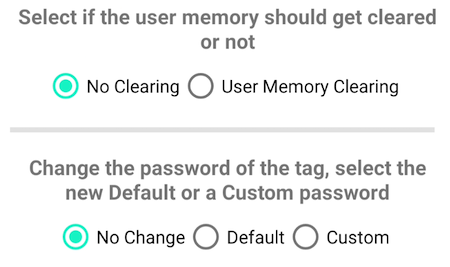 Select if the user memory should get cleared
or not
No Clearing User Memory Clearing
Change the password of the tag, select the
new Default or a Custom password
No Change Default Custom